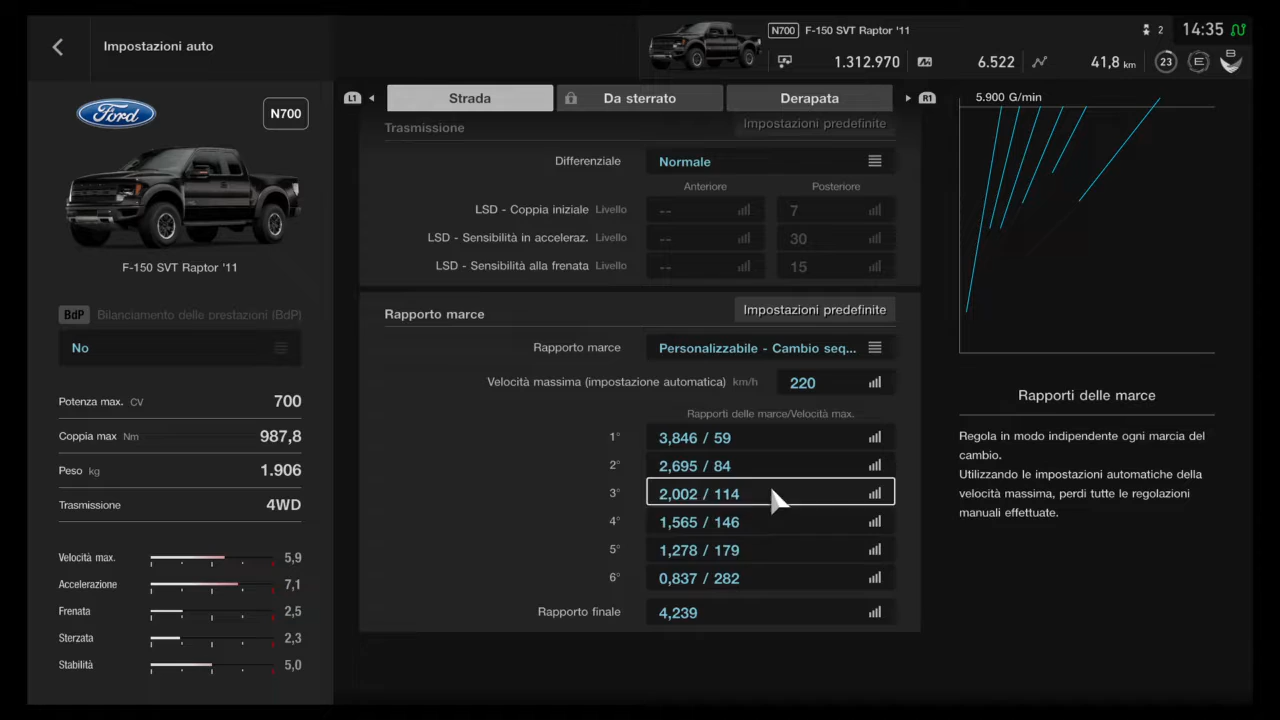 Impostazioni auto
N700 F-150 SVT Raptor '11
2
14:35
1.312.970
6.522
41,8 km
23
E
B
Ford
N700
F-150 SVT Raptor '11
BdP Bilanciamento delle prestazioni (BdP)
No
Potenza max. CV 700
Coppia max Nm 987,8
Peso kg 1.906
Trasmissione 4WD
Velocità max. 5,9
Accelerazione 7,1
Frenata 2,5
Sterzata 2,3
Stabilità 5,0
L1 Strada Da sterrato Derapata R1
Trasmissione Impostazioni predefinite
Differenziale Normale
Anteriore Posteriore
LSD - Coppia iniziale Livello -- 7
LSD - Sensibilità in acceleraz. Livello -- 30
LSD - Sensibilità alla frenata Livello -- 15
Rapporto marce Impostazioni predefinite
Rapporto marce Personalizzabile - Cambio seq...
Velocità massima (impostazione automatica) km/h 220
Rapporti delle marce/Velocità max.
1° 3,846 / 59
2° 2,695 / 84
3° 2,002 / 114
4° 1,565 / 146
5° 1,278 / 179
6° 0,837 / 282
Rapporto finale 4,239
5.900 G/min
Rapporti delle marce
Regola in modo indipendente ogni marcia del
cambio.
Utilizzando le impostazioni automatiche della
velocità massima, perdi tutte le regolazioni
manuali effettuate.